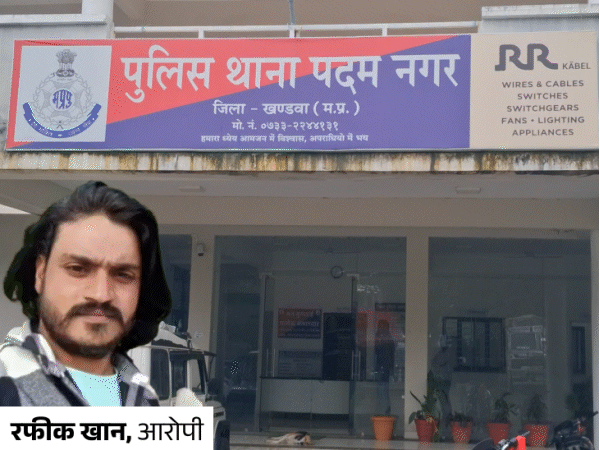 पुलिस थाना पदम नगर
जिला - खण्डवा ( म.प्र. )
मो. नं. ०७३३-२२४४१३१
हमारा ध्येय आमजन में विश्वास, अपराधियो में भय
RR KÁBEL
WIRES & CABLES
SWITCHES
SWITCHGEARS
FANS • LIGHTING
APPLIANCES
रफीक खान, आरोपी